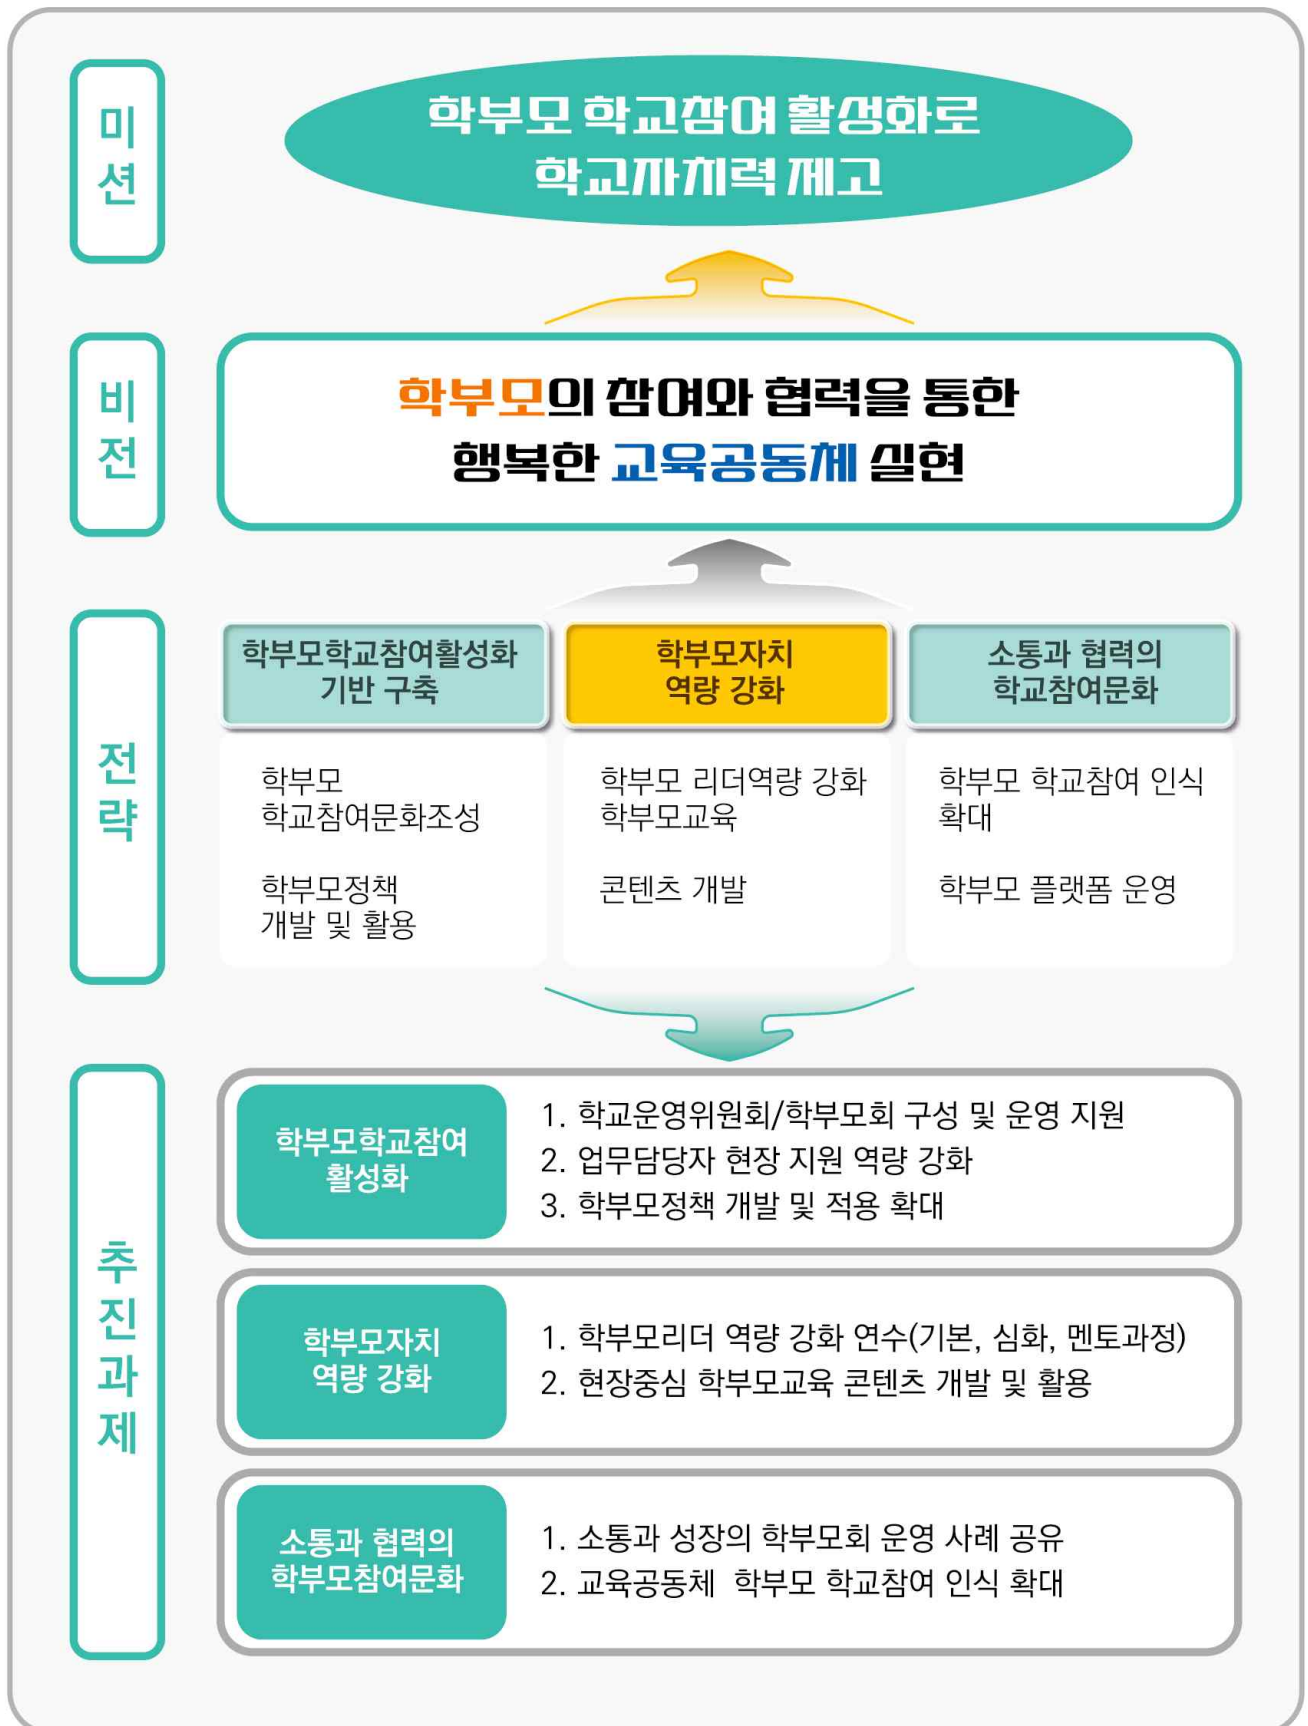 미션
학부모 학교참여 활성화로
학교자치력 제고
비전
학부모의 참여와 협력을 통한
행복한 교육공동체 실현
전략
학부모학교참여활성화
기반 구축
학부모
학교참여문화조성
학부모정책
개발 및 활용
학부모자치
역량 강화
학부모 리더역량 강화
학부모교육
콘텐츠 개발
소통과 협력의
학교참여문화
학부모 학교참여 인식
확대
학부모 플랫폼 운영
추진과제
학부모학교참여
활성화
1. 학교운영위원회/학부모회 구성 및 운영 지원
2. 업무담당자 현장 지원 역량 강화
3. 학부모정책 개발 및 적용 확대
학부모자치
역량 강화
1. 학부모리더 역량 강화 연수(기본, 심화, 멘토과정)
2. 현장중심 학부모교육 콘텐츠 개발 및 활용
소통과 협력의
학부모참여문화
1. 소통과 성장의 학부모회 운영 사례 공유
2. 교육공동체 학부모 학교참여 인식 확대